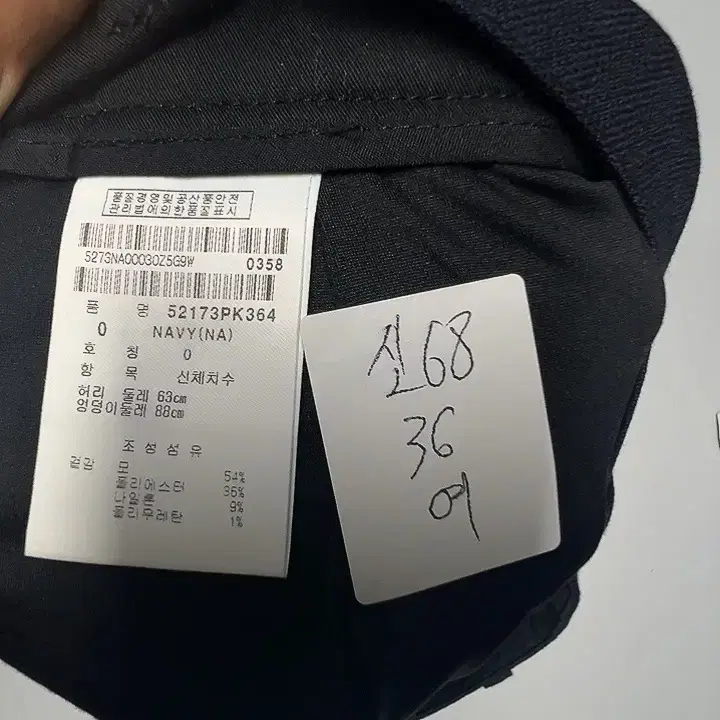 품질경영및공산품안전
관리법에의한품질표시
5273NA00030Z5G9W 0358
품 명 52173PK364
0 NAVY(NA)
호 칭 0
항 목 신체치수
허리 둘레 63cm
엉덩이둘레 88cm
조 성 섬 유
겉감 모 54%
폴리에스터 36%
나일론 9%
폴리우레탄 1%
실68
36
여